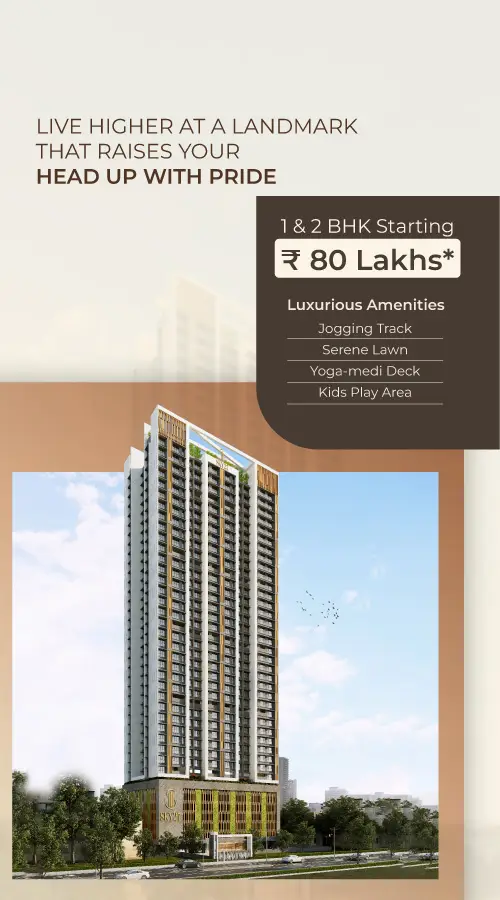 LIVE HIGHER AT A LANDMARK
THAT RAISES YOUR
HEAD UP WITH PRIDE
1 & 2 BHK Starting
₹ 80 Lakhs*
Luxurious Amenities
Jogging Track
Serene Lawn
Yoga-medi Deck
Kids Play Area